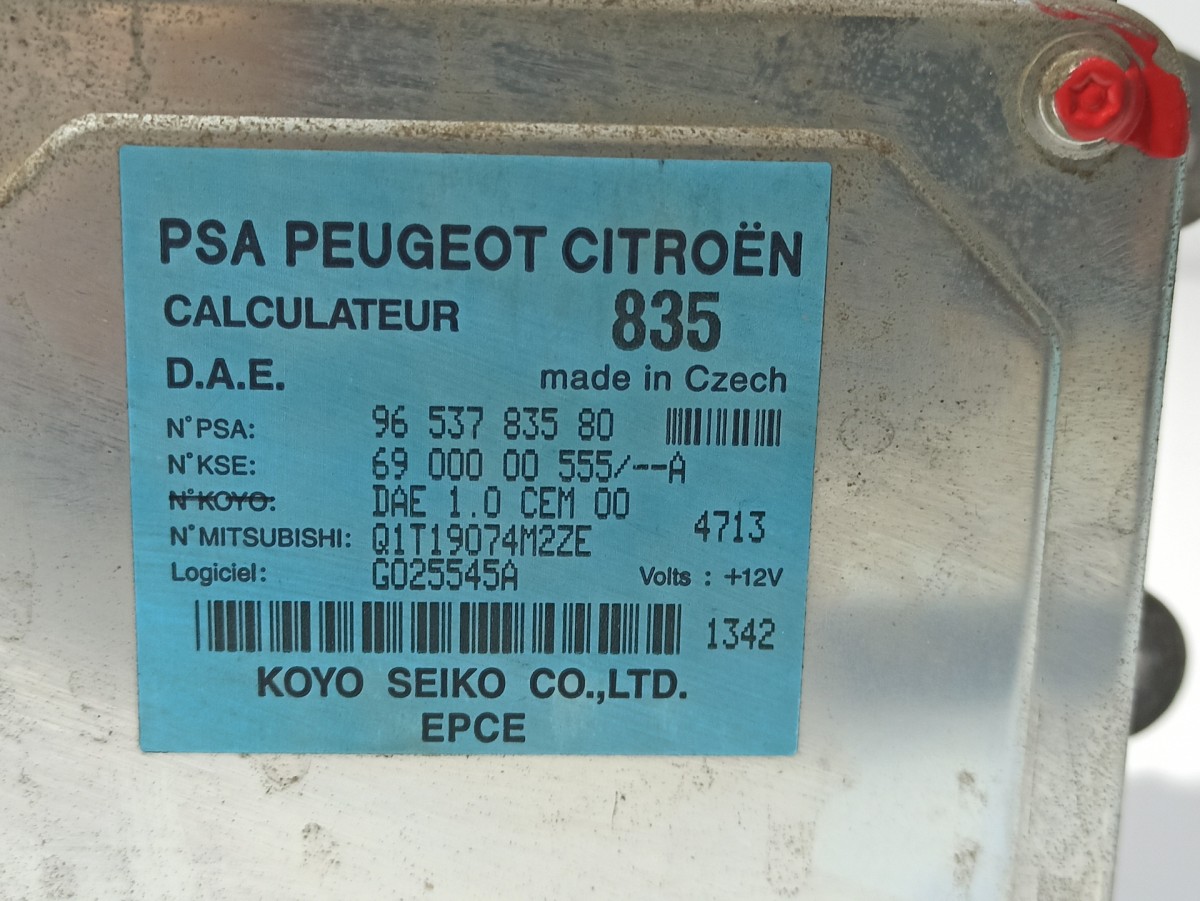 PSA PEUGEOT CITROËN
CALCULATEUR 835
D.A.E. made in Czech
N° PSA: 96 537 835 80
N° KSE: 69 000 00 555/--A
N° KOYO: DAE 1.0 CEM 00
4713
N° MITSUBISHI: Q1T19074M2ZE
Logiciel: G025545A Volts : +12V
1342
KOYO SEIKO CO.,LTD.
EPCE